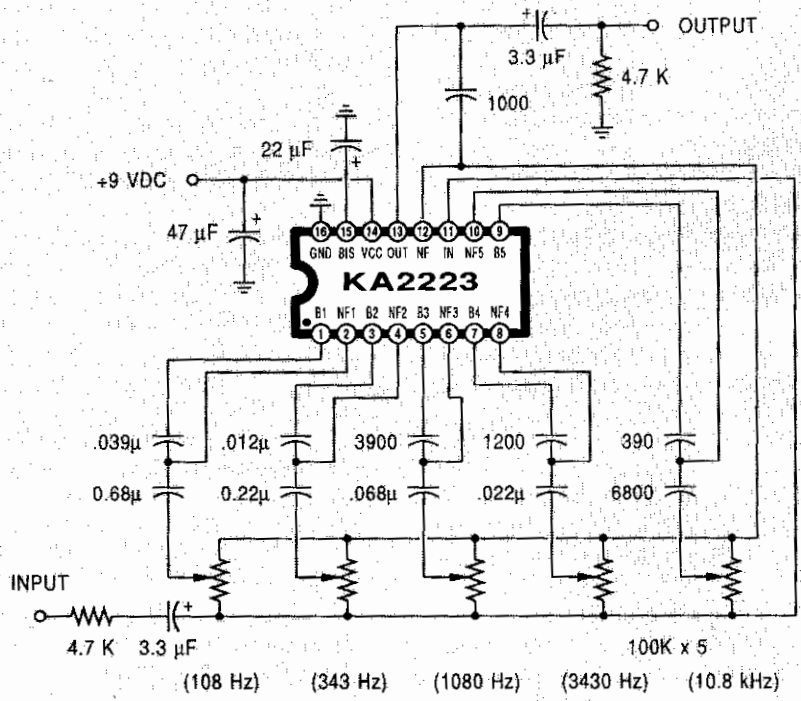 OUTPUT
3.3 µF
4.7 K
1000
22 µF
+9 VDC
47 µF
16 15 14 13 12 11 10 9
GND BIS VCC OUT NF IN NF5 B5
KA2223
B1 NF1 B2 NF2 B3 NF3 B4 NF4
1 2 3 4 5 6 7 8
.039µ .012µ 3900 1200 390
0.68µ 0.22µ .068µ .022µ 6800
INPUT
4.7 K 3.3 µF 100K x 5
(108 Hz) (343 Hz) (1080 Hz) (3430 Hz) (10.8 kHz)